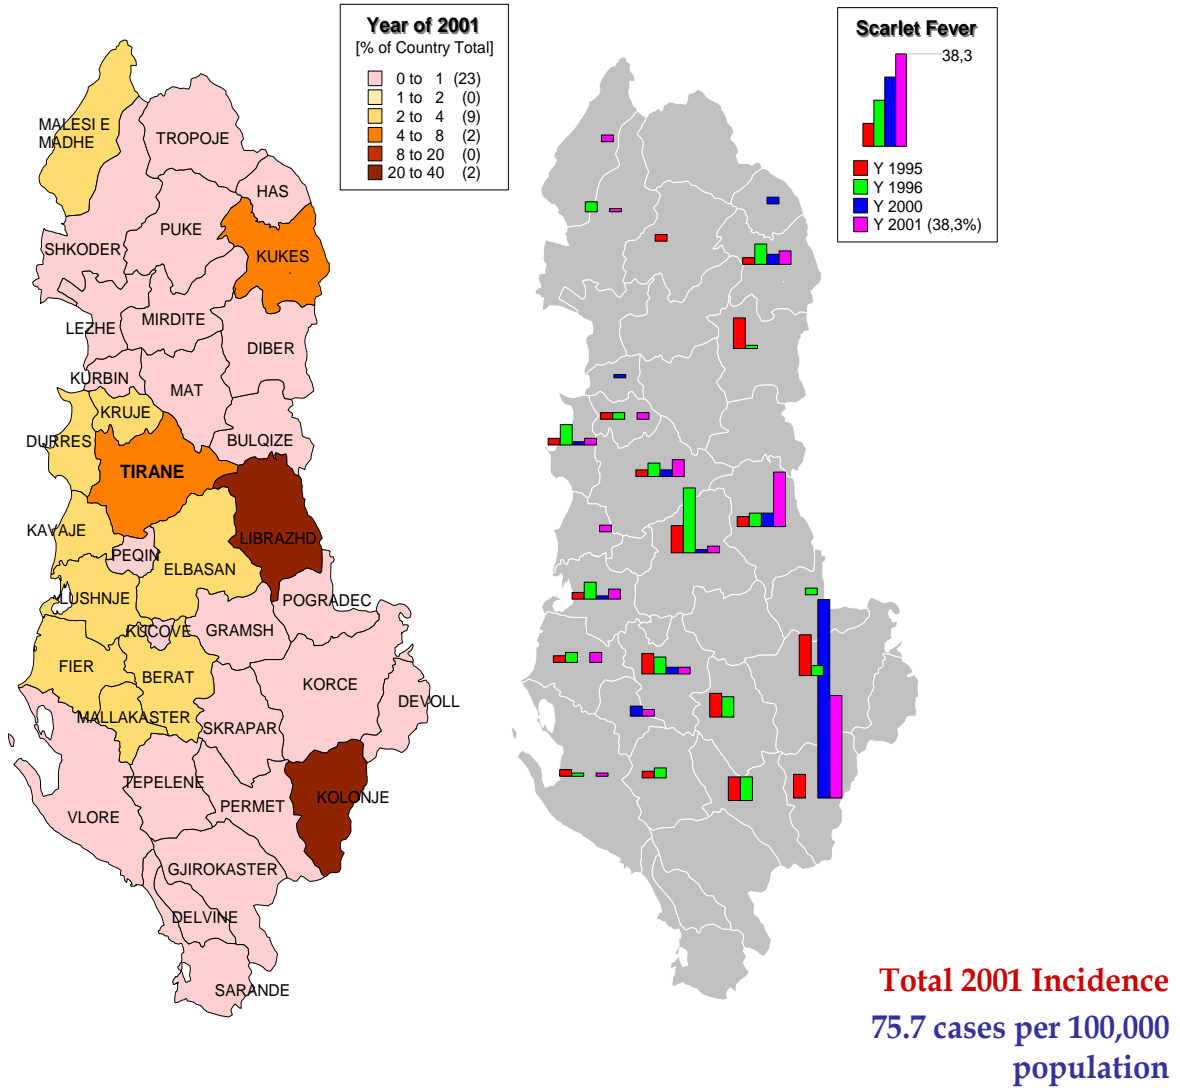 Year of 2001
[% of Country Total]
0 to 1 (23)
1 to 2 (0)
2 to 4 (9)
4 to 8 (2)
8 to 20 (0)
20 to 40 (2)
MALESI E
MADHE
TROPOJE
HAS
PUKE
SHKODER
KUKES
LEZHE
MIRDITE
DIBER
KURBIN
MAT
KRUJE
DURRES
BULQIZE
TIRANE
KAVAJE
LIBRAZHD
PEQIN
ELBASAN
LUSHNJE
POGRADEC
KUCOVE
GRAMSH
FIER
BERAT
KORCE
DEVOLL
MALLAKASTER
SKRAPAR
TEPELENE
KOLONJE
PERMET
VLORE
GJIROKASTER
DELVINE
SARANDE
Scarlet Fever
38,3
Y 1995
Y 1996
Y 2000
Y 2001 (38,3%)
Total 2001 Incidence
75.7 cases per 100,000
population